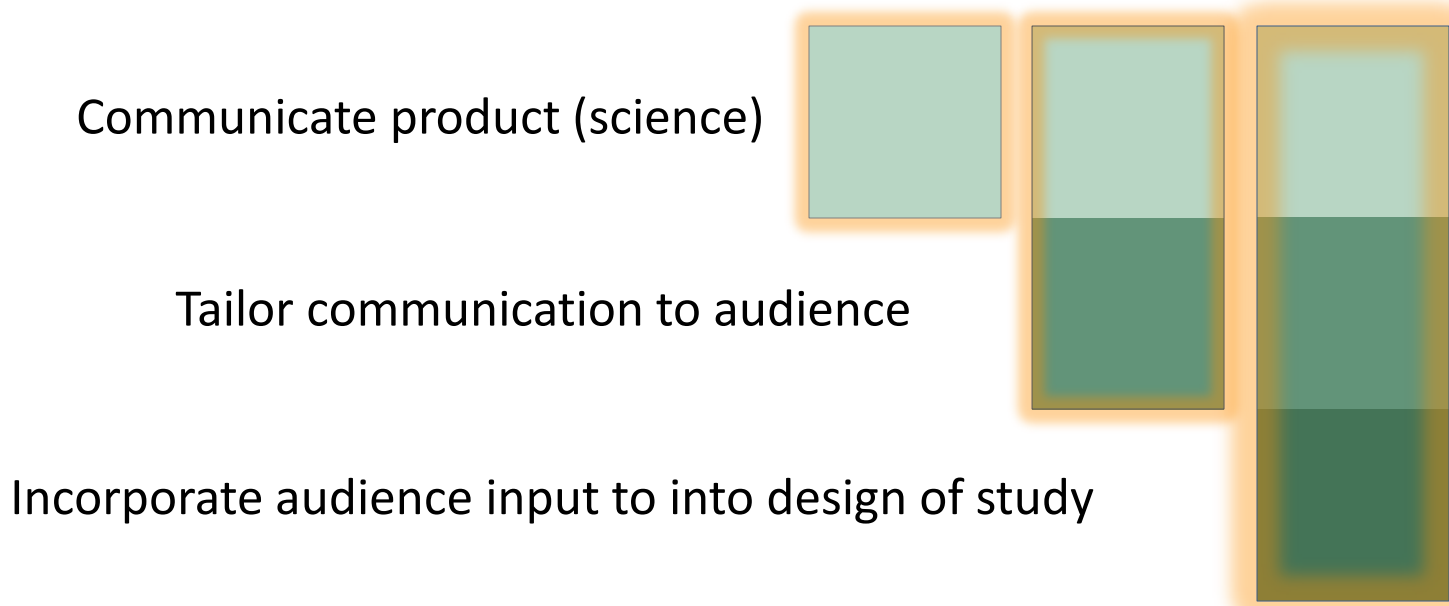 Communicate product (science)
Tailor communication to audience
Incorporate audience input to into design of study